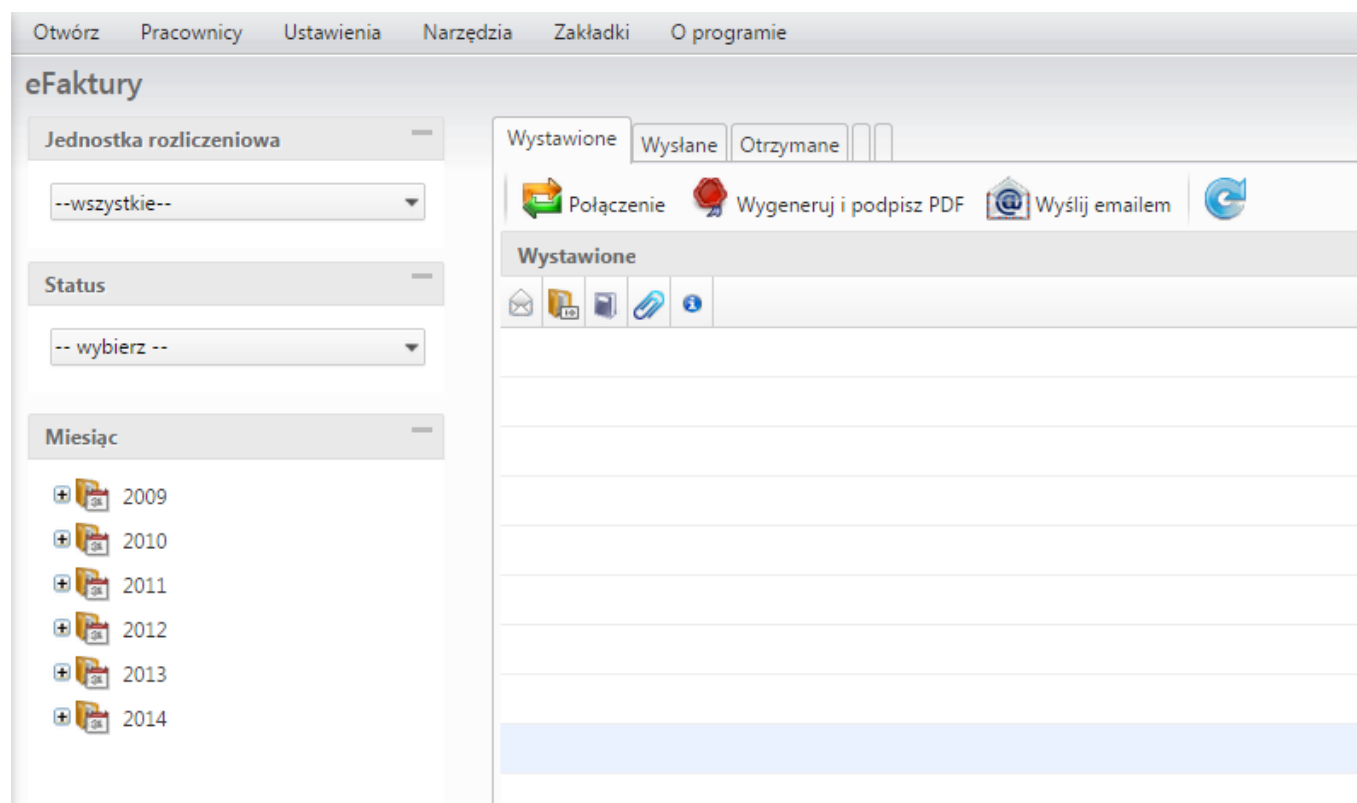 Otwórz Pracownicy Ustawienia Narzędzia Zakładki O programie
eFaktury
Jednostka rozliczeniowa
--wszystkie--
Status
-- wybierz --
Miesiąc
2009
2010
2011
2012
2013
2014
Wystawione Wysłane Otrzymane
Połączenie Wygeneruj i podpisz PDF Wyślij emailem
Wystawione